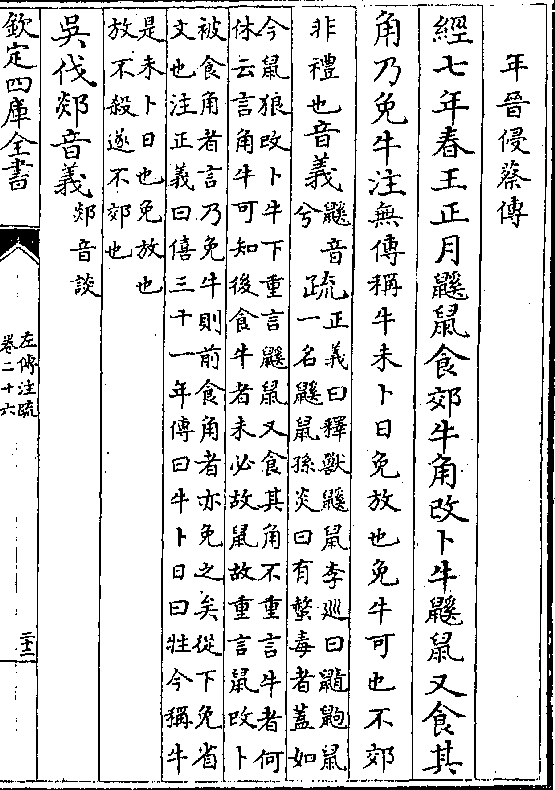 年晉侵蔡傳
經七年春王正月鼷鼠食郊牛角改卜牛鼷鼠又食其
角乃免牛注無傳稱牛未卜日免放也免牛可也不郊
非禮也音義鼷音兮疏正義曰釋獸鼷鼠李巡曰鼱鼩鼠
一名鼷鼠孫炎曰有螫毒者蓋如
今鼠狼改卜牛下重言鼷鼠又食其角不重言牛者何
休云言角牛可知後食牛者未必故鼠故重言鼠改卜
被食角者言乃免牛則前食角者亦免之矣從下免省
文也注正義曰僖三十一年傳曰牛卜日曰牲今稱牛
是未卜日也免放也
放不殺遂不郊也
吳伐郯音義郯音談
欽定四庫全書
左傳注疏
卷二十六